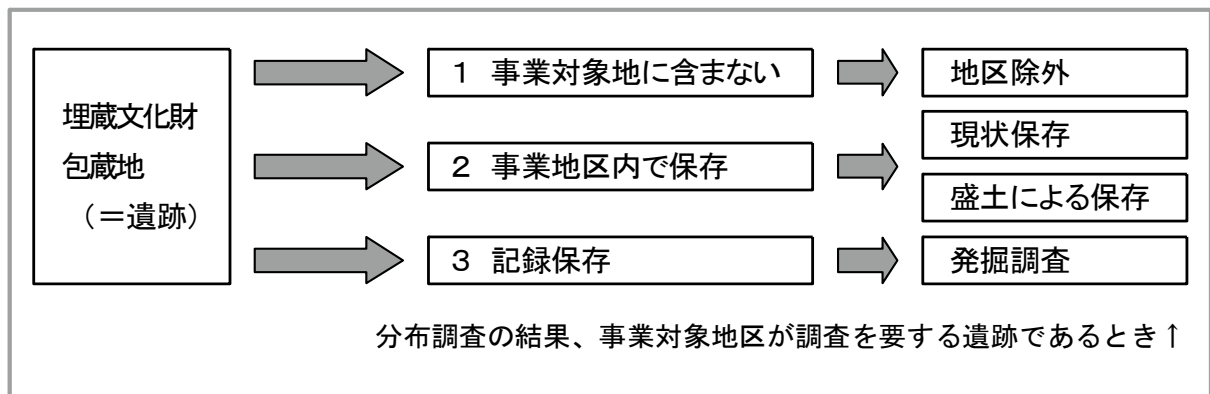 埋蔵文化財
包蔵地
（＝遺跡）
１ 事業対象地に含まない
地区除外
２ 事業地区内で保存
現状保存
盛土による保存
３ 記録保存
発掘調査
分布調査の結果、事業対象地区が調査を要する遺跡であるとき↑